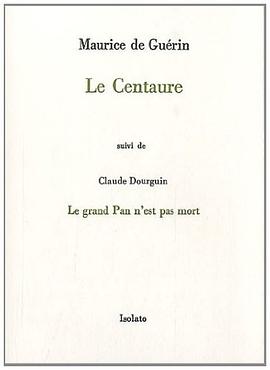 Maurice de Guérin
Le Centaure
suivi de
Claude Dourguin
Le grand Pan n'est pas mort
Isolato